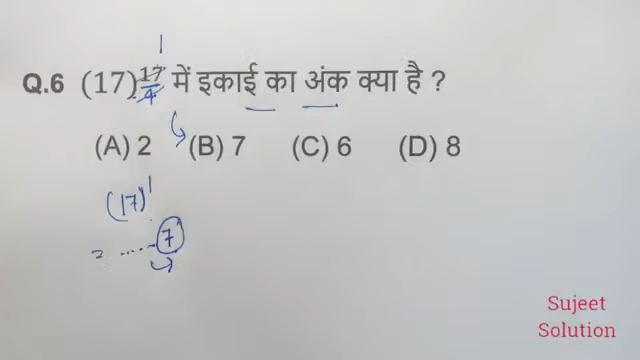 1
Q.6 (17)17/4 में इकाई का अंक क्या है ?
(A) 2 (B) 7 (C) 6 (D) 8
(17)1
= ......7
Sujeet
Solution